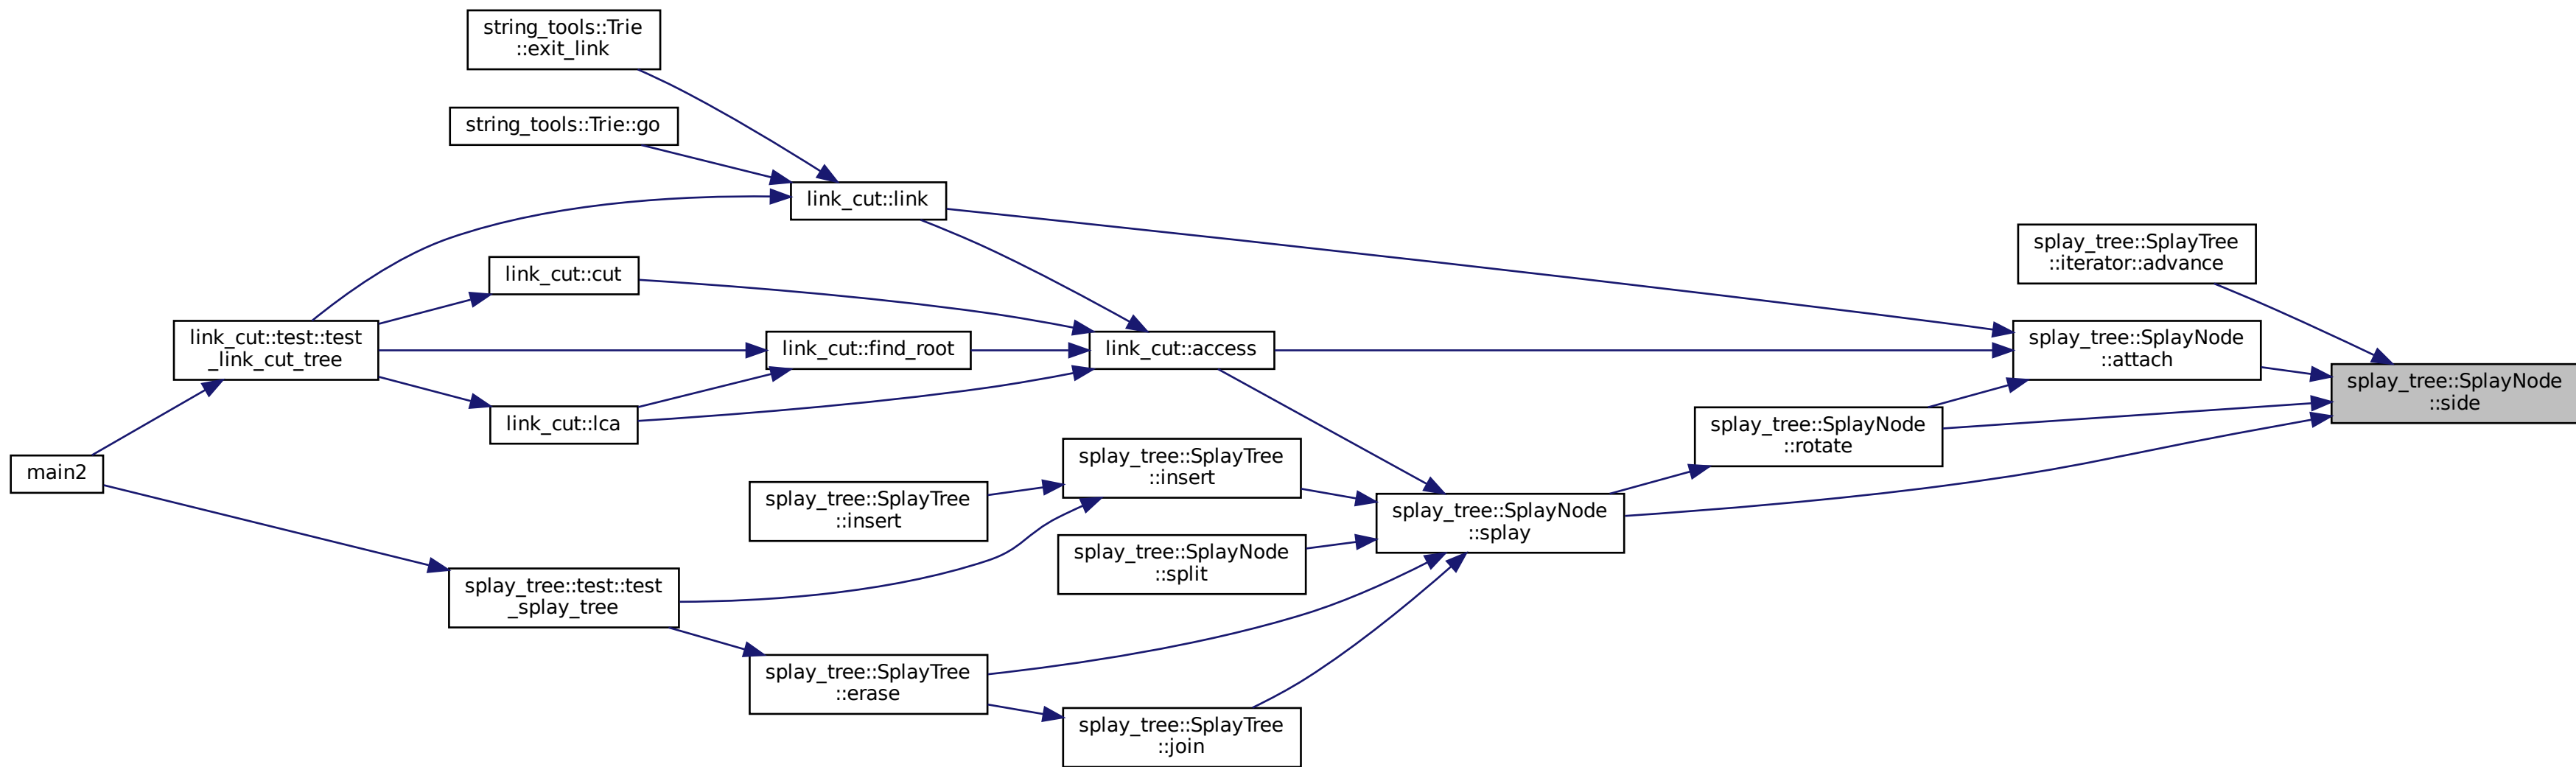 string_tools::Trie
::exit_link
string_tools::Trie::go
link_cut::link
splay_tree::SplayTree
::iterator::advance
link_cut::cut
link_cut::test::test
_link_cut_tree
link_cut::find_root
link_cut::access
splay_tree::SplayNode
::attach
splay_tree::SplayNode
::side
link_cut::lca
splay_tree::SplayNode
::rotate
main2
splay_tree::SplayTree
::insert
splay_tree::SplayTree
::insert
splay_tree::SplayNode
::splay
splay_tree::SplayNode
::split
splay_tree::test::test
_splay_tree
splay_tree::SplayTree
::erase
splay_tree::SplayTree
::join